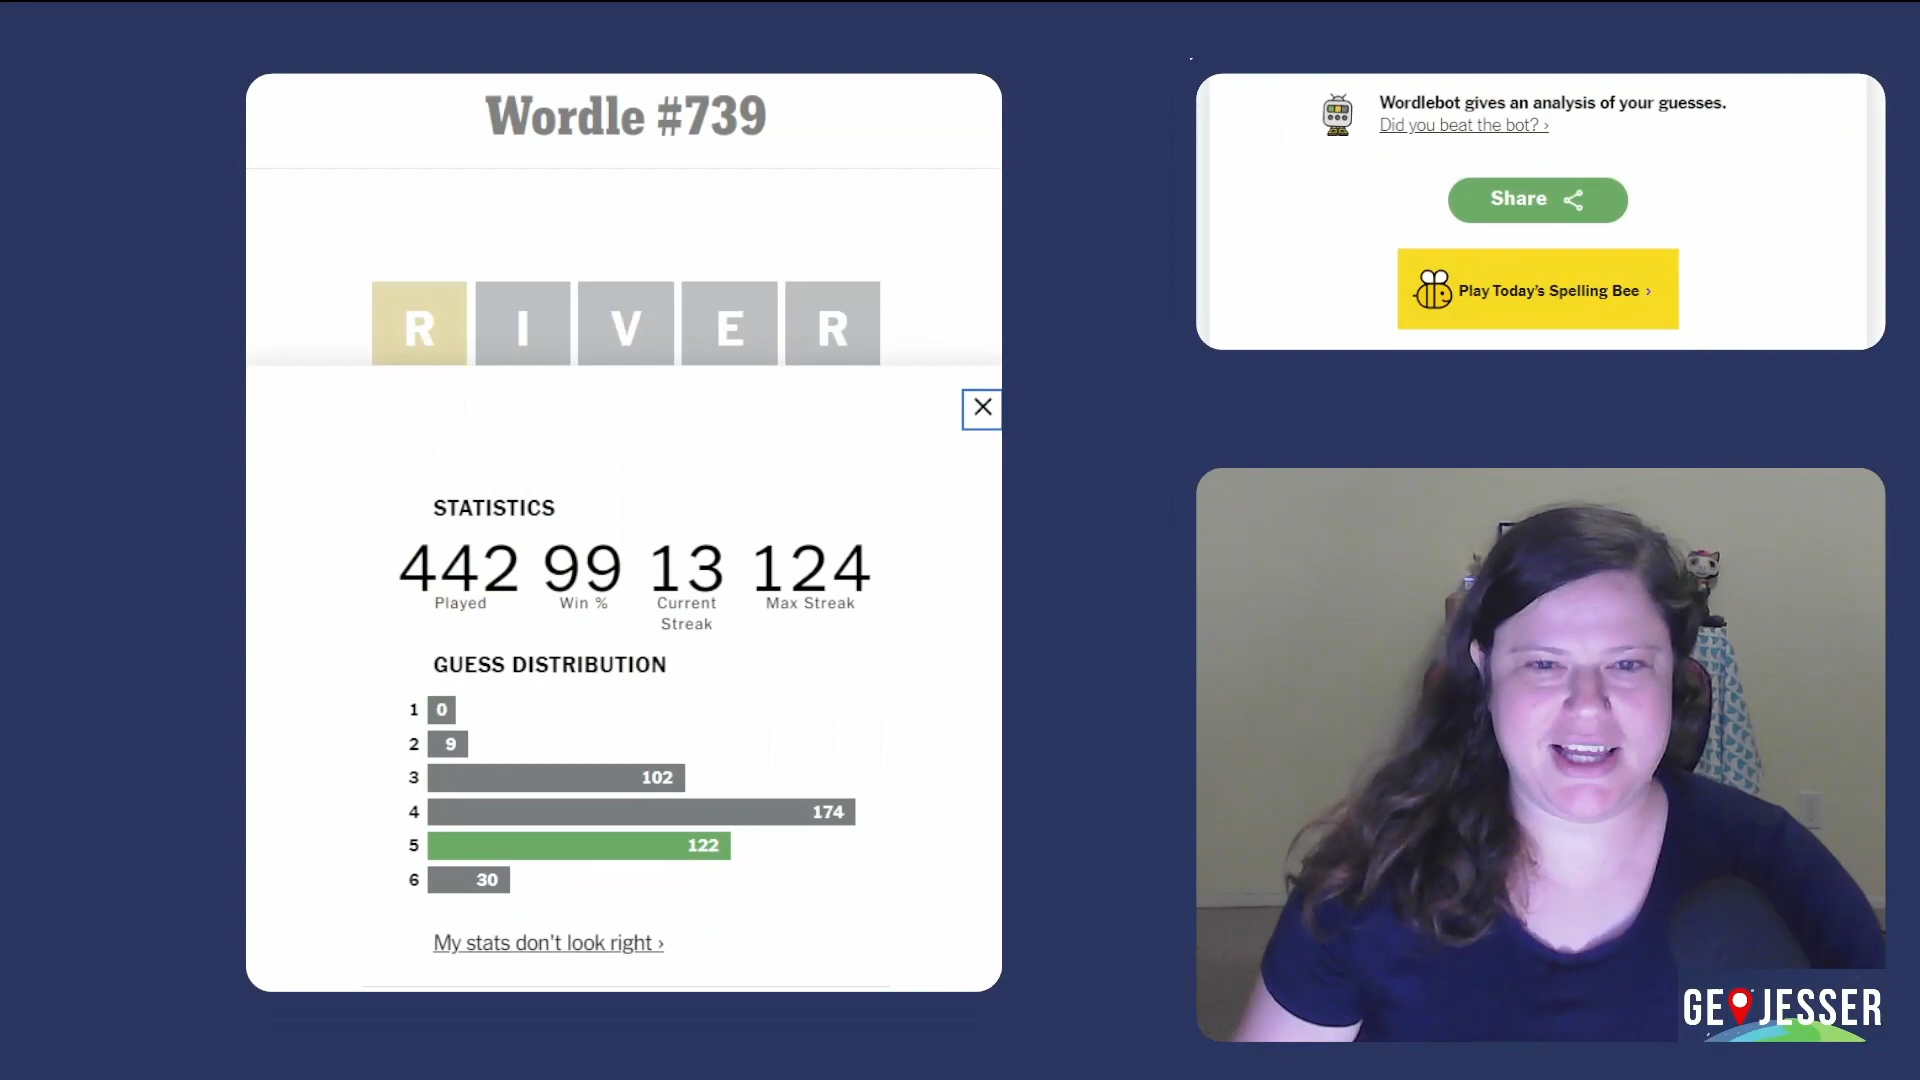 Wordle #739
R I V E R
STATISTICS
442 99 13 124
Played Win % Current Streak Max Streak
GUESS DISTRIBUTION
1 0
2 9
3 102
4 174
5 122
6 30
My stats don't look right ›
Wordlebot gives an analysis of your guesses.
Did you beat the bot? ›
Share
Play Today's Spelling Bee ›
GEOJESSER